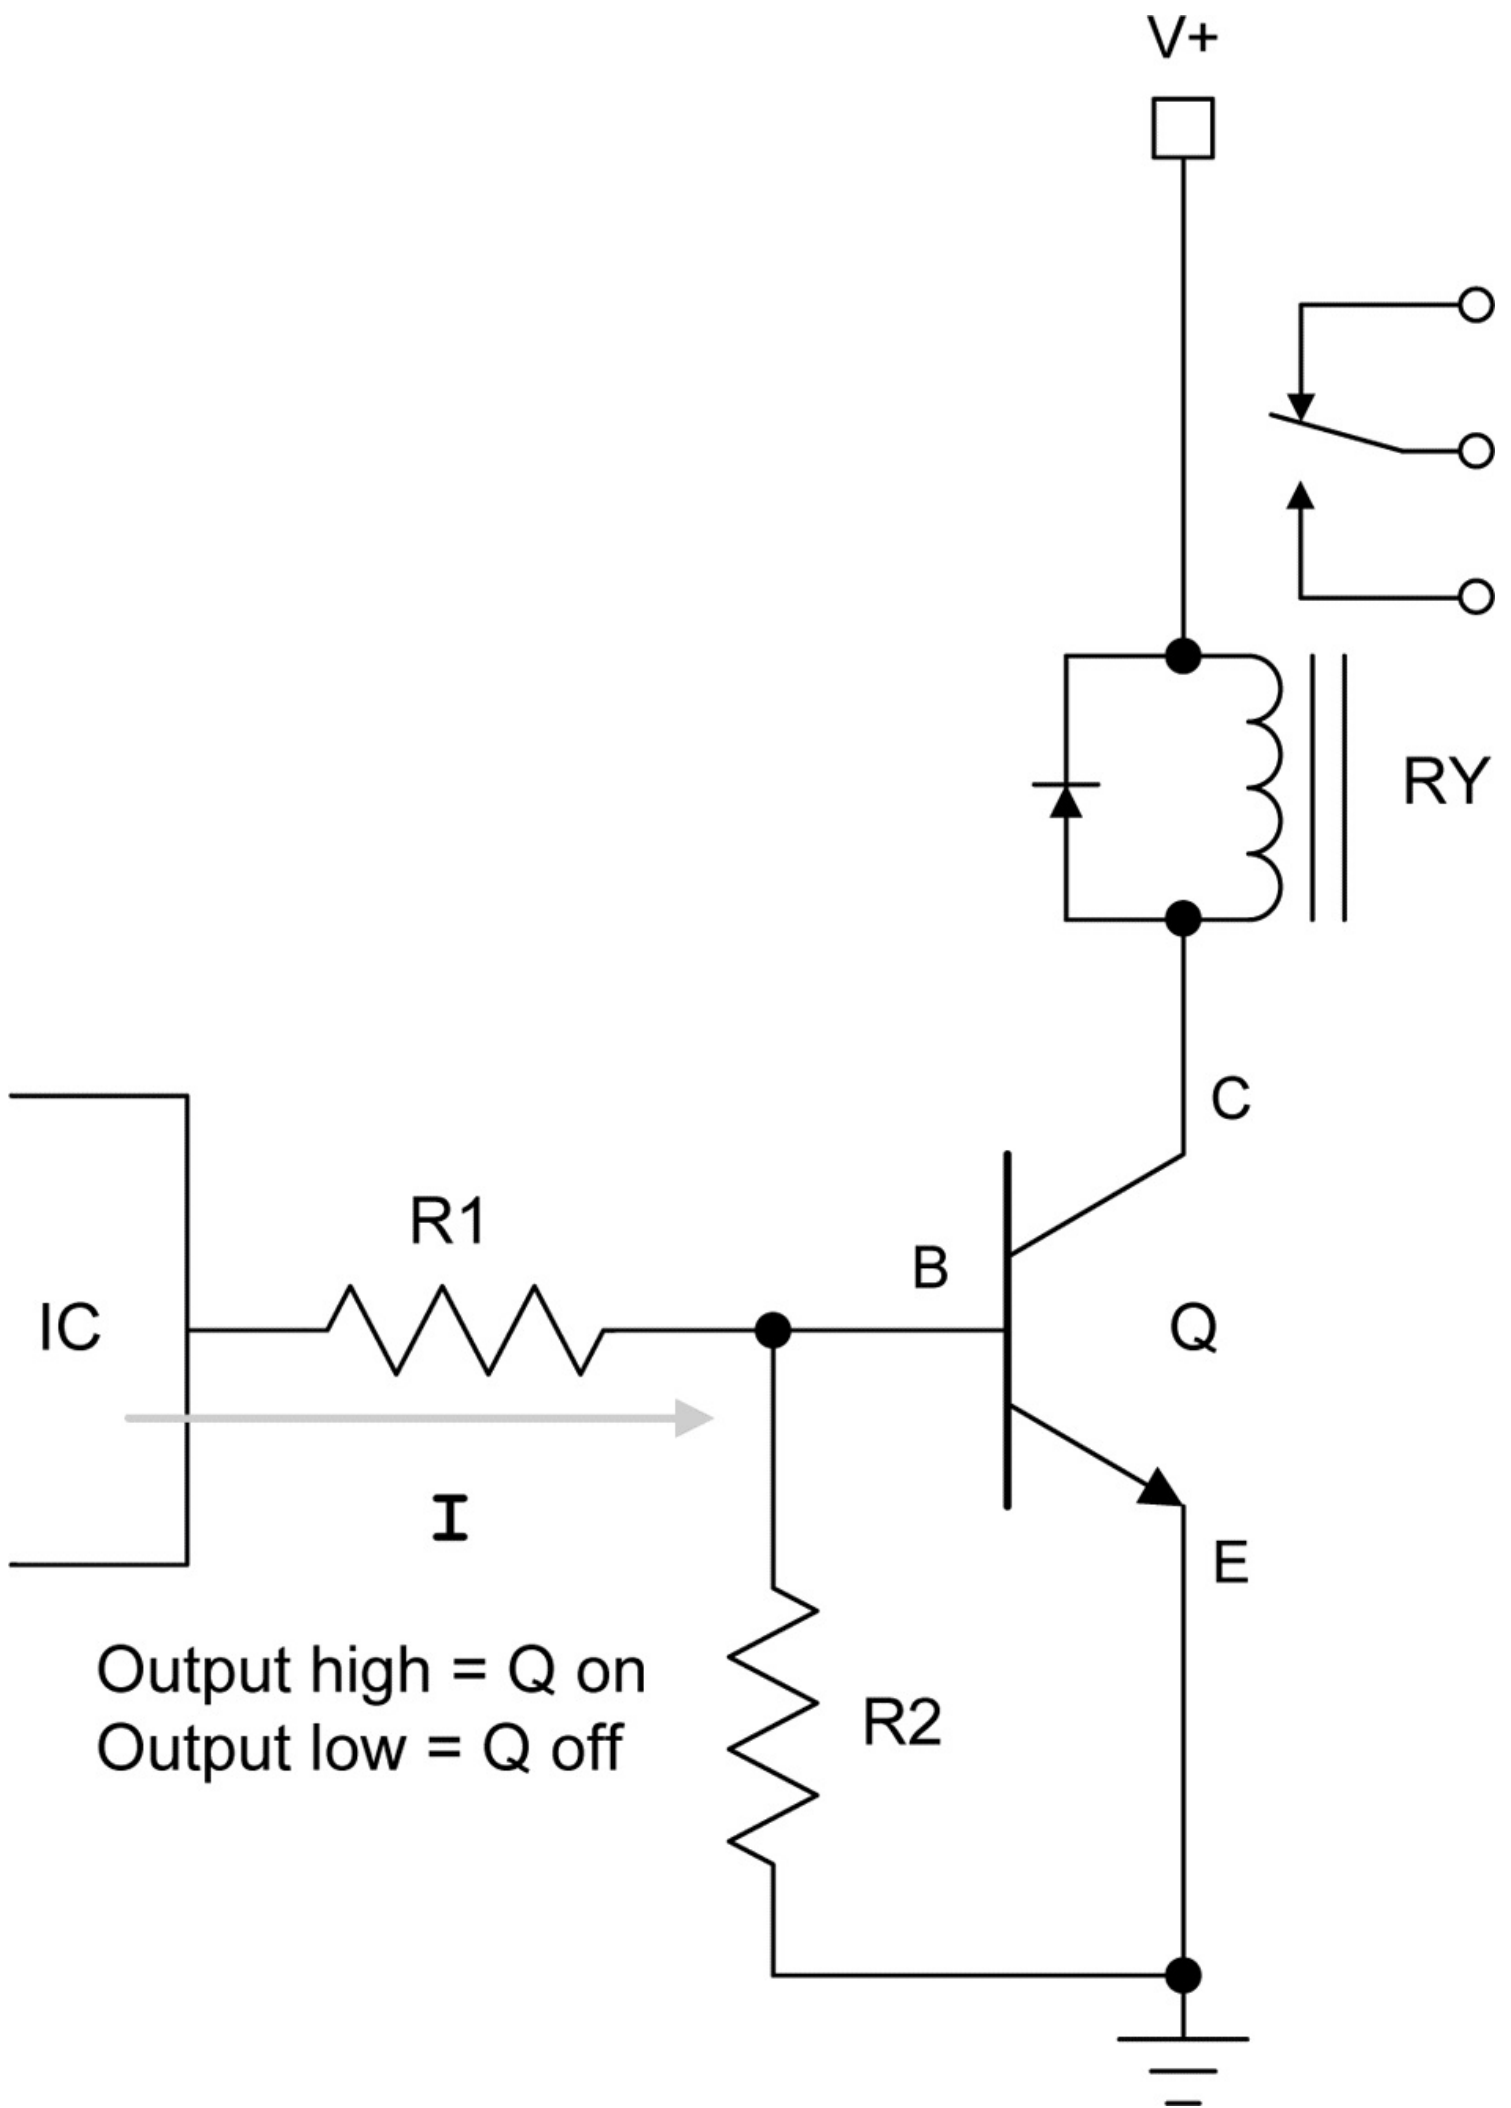 V+
RY
C
R1
B
IC
Q
I
E
Output high = Q on
Output low = Q off
R2